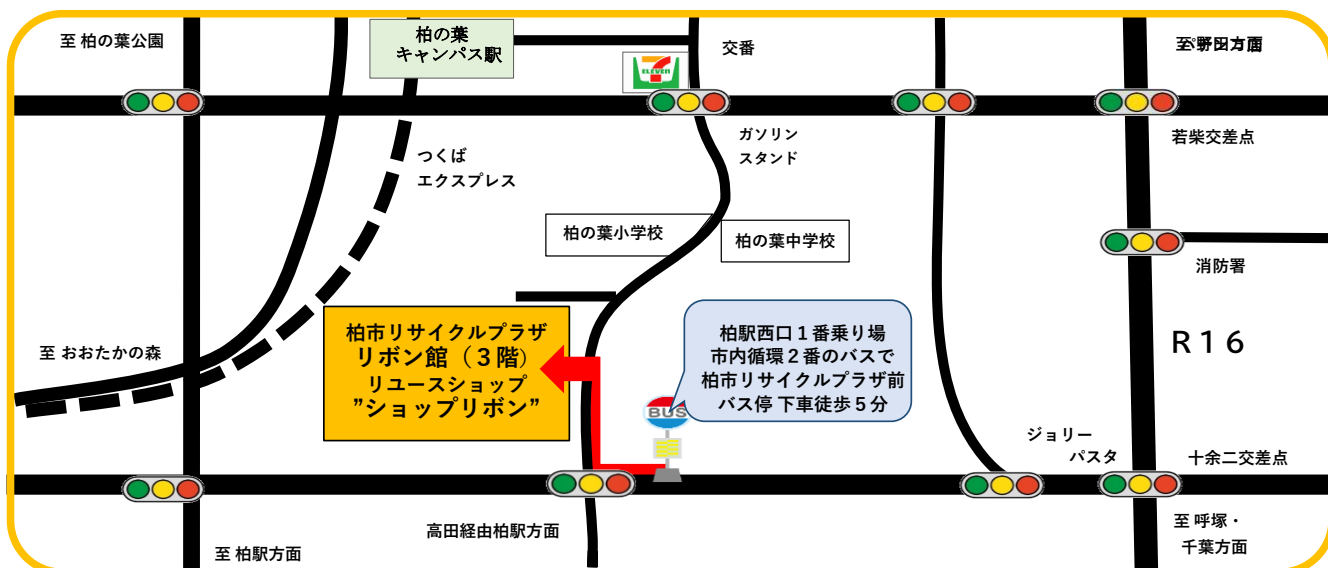 至 柏の葉公園
柏の葉
キャンパス駅
交番
ELEVEN
若柴交差点
ガソリン
スタンド
つくば
エクスプレス
柏の葉小学校
柏の葉中学校
消防署
R16
至 おおたかの森
柏市リサイクルプラザ
リボン館（３階）
リユースショップ
”ショップリボン”
柏駅西口１番乗り場
市内循環２番のバスで
柏市リサイクルプラザ前
バス停 下車徒歩５分
BUS
ジョリー
パスタ
十余二交差点
高田経由柏駅方面
至 柏駅方面
至 呼塚・
千葉方面